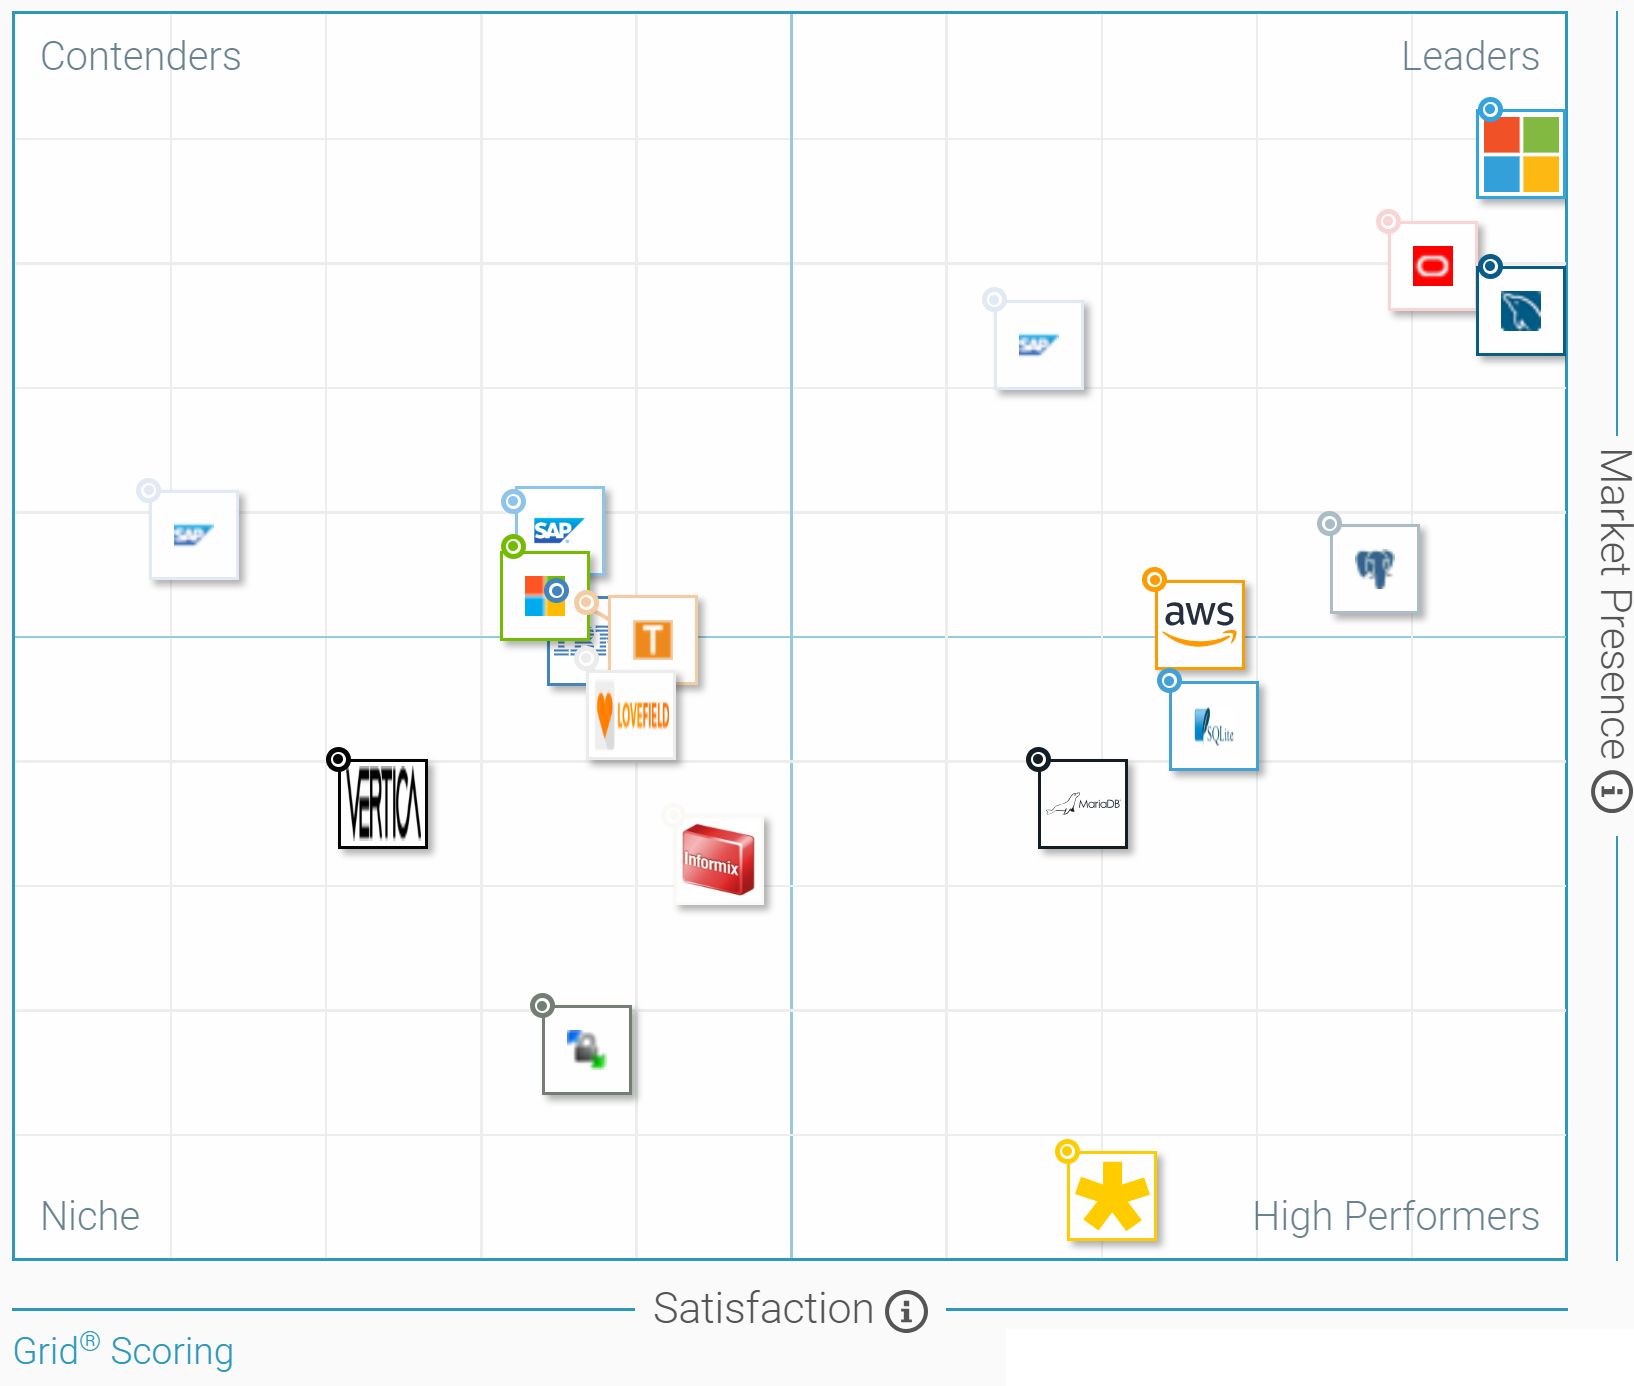 Contenders
Leaders
SAP
SAP
SAP
aws
T
LOVEFIELD
SQLite
VERTICA
MariaDB
Informix
Niche
High Performers
Market Presence
Satisfaction
Grid® Scoring